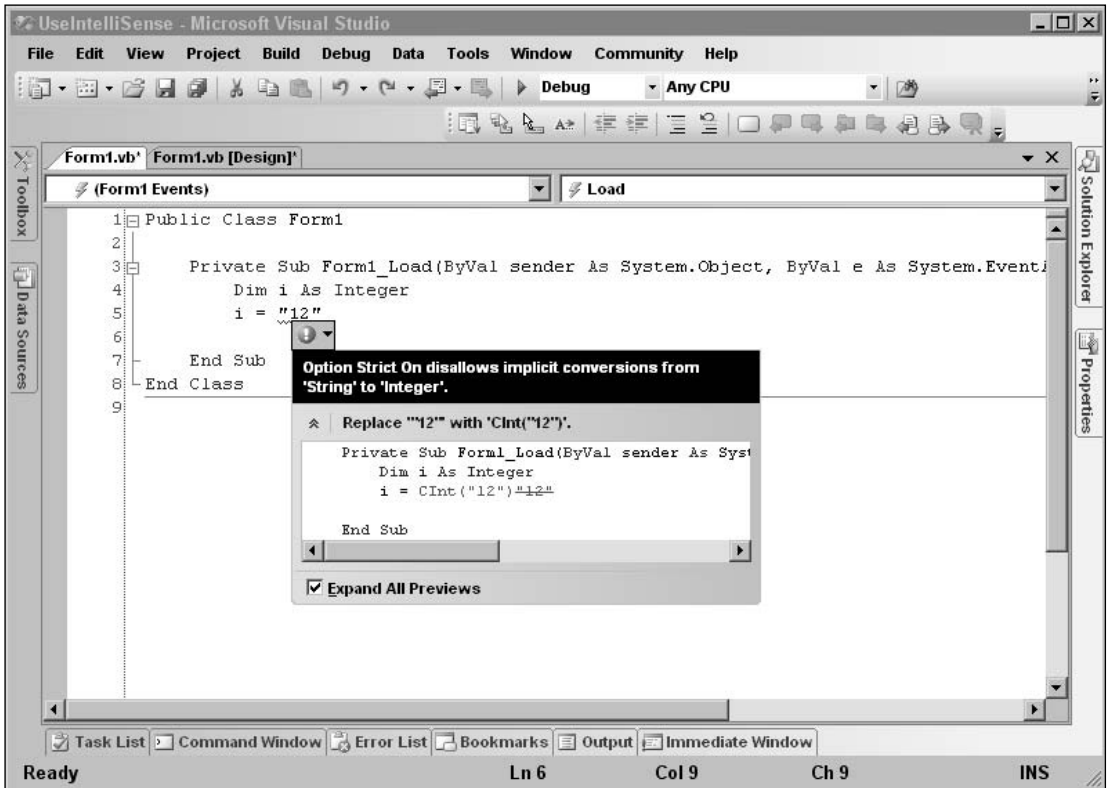 UseIntelliSense - Microsoft Visual Studio
File Edit View Project Build Debug Data Tools Window Community Help
Debug Any CPU
Form1.vb* Form1.vb [Design]*
(Form1 Events) Load
Toolbox
Data Sources
1 Public Class Form1
2
3 Private Sub Form1_Load(ByVal sender As System.Object, ByVal e As System.EventA
4 Dim i As Integer
5 i = "12"
6
7 End Sub
8 End Class
9
Option Strict On disallows implicit conversions from
'String' to 'Integer'.
Replace '"12"' with 'CInt("12")'.
Private Sub Form1_Load(ByVal sender As Syst
Dim i As Integer
i = CInt("12")"12"
End Sub
Expand All Previews
Solution Explorer
Properties
Task List Command Window Error List Bookmarks Output Immediate Window
Ready Ln 6 Col 9 Ch 9 INS